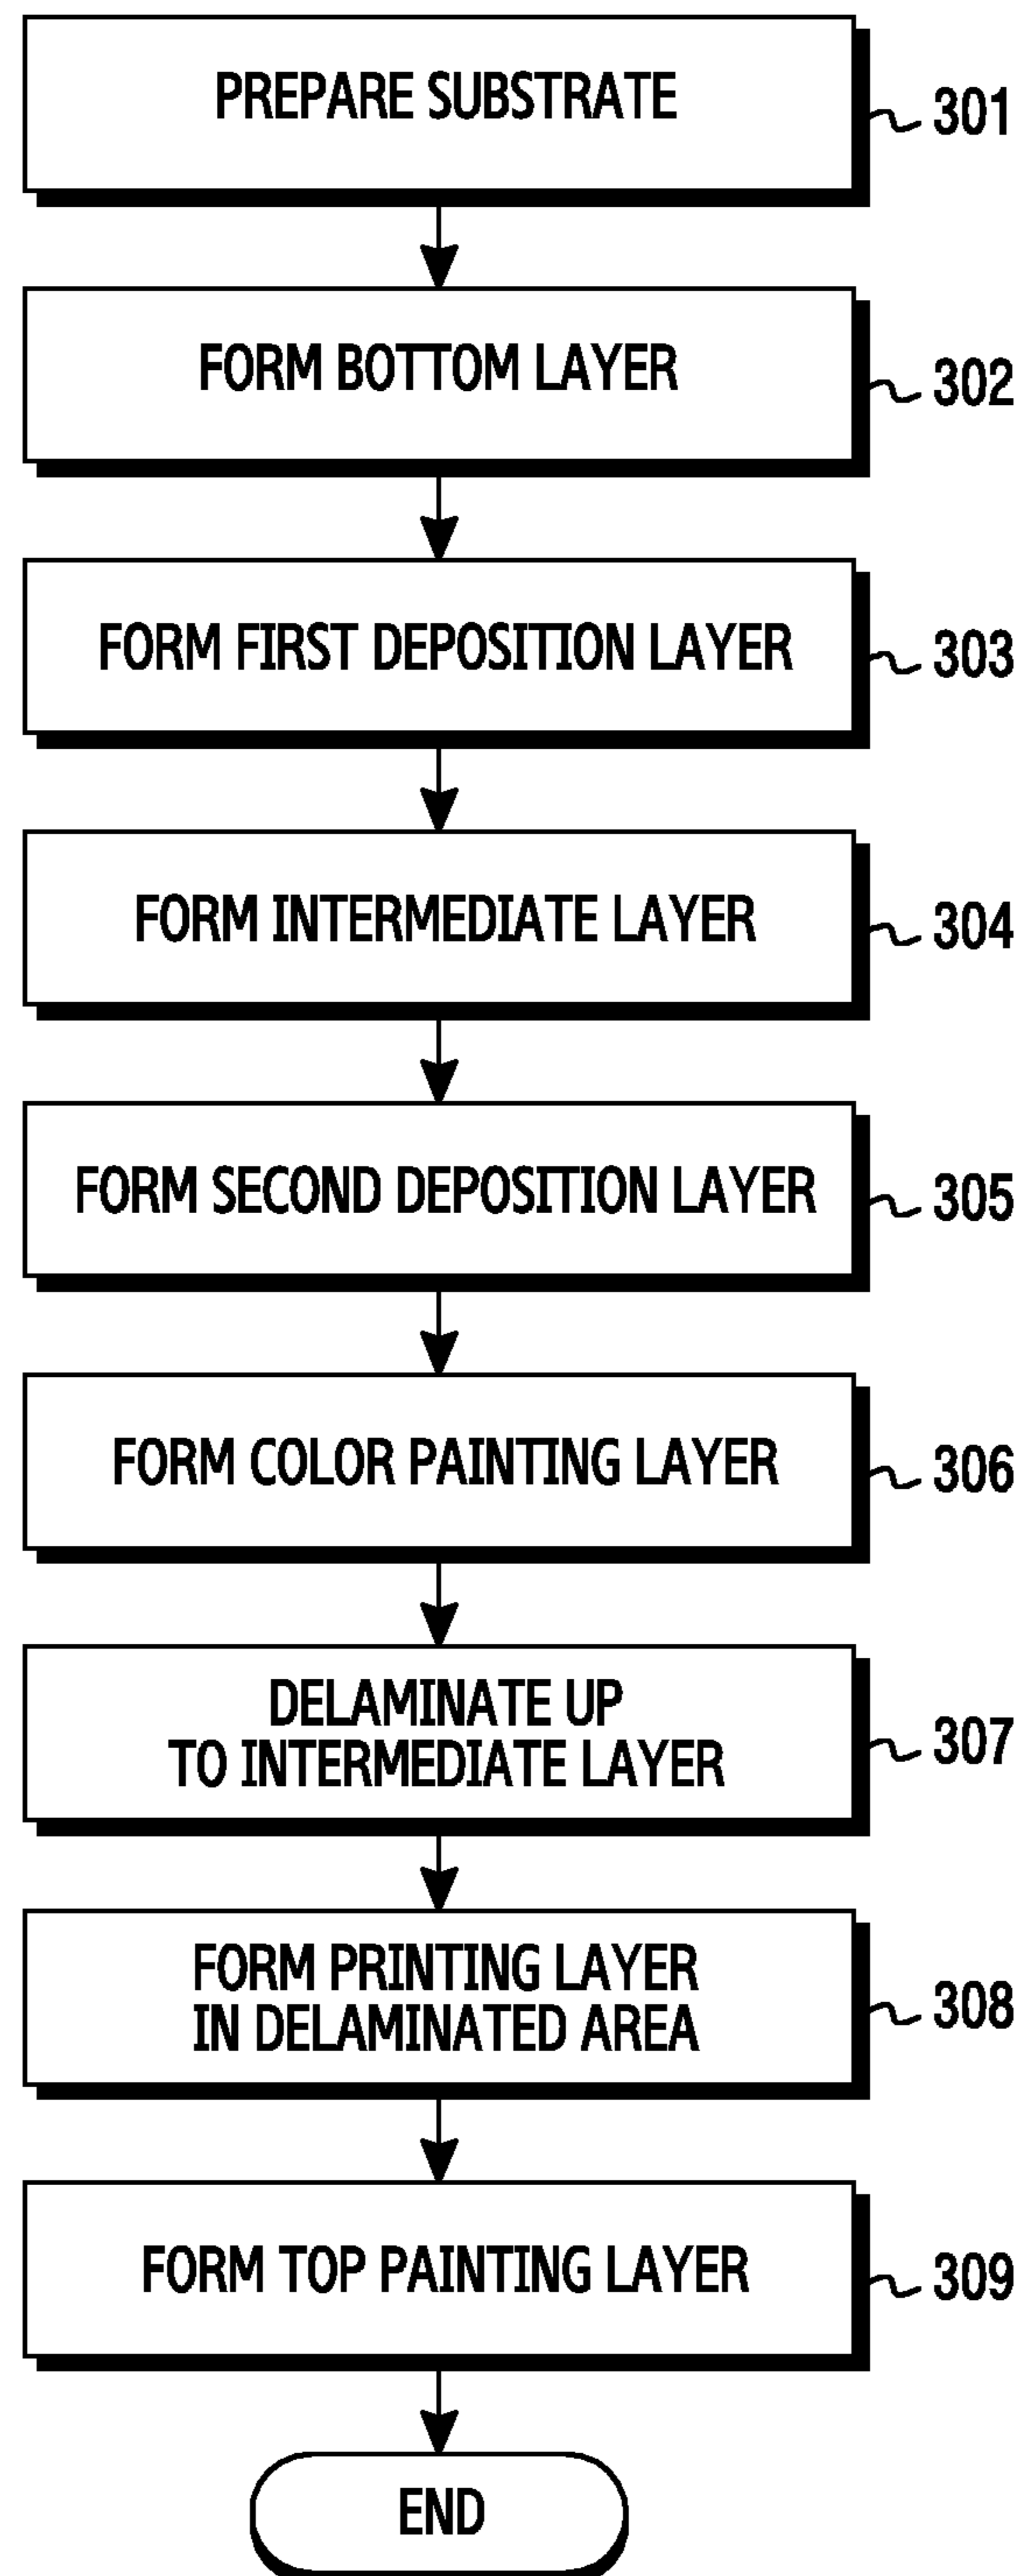 PREPARE SUBSTRATE
301
FORM BOTTOM LAYER
302
FORM FIRST DEPOSITION LAYER
303
FORM INTERMEDIATE LAYER
304
FORM SECOND DEPOSITION LAYER
305
FORM COLOR PAINTING LAYER
306
DELAMINATE UP
TO INTERMEDIATE LAYER
307
FORM PRINTING LAYER
IN DELAMINATED AREA
308
FORM TOP PAINTING LAYER
309
END